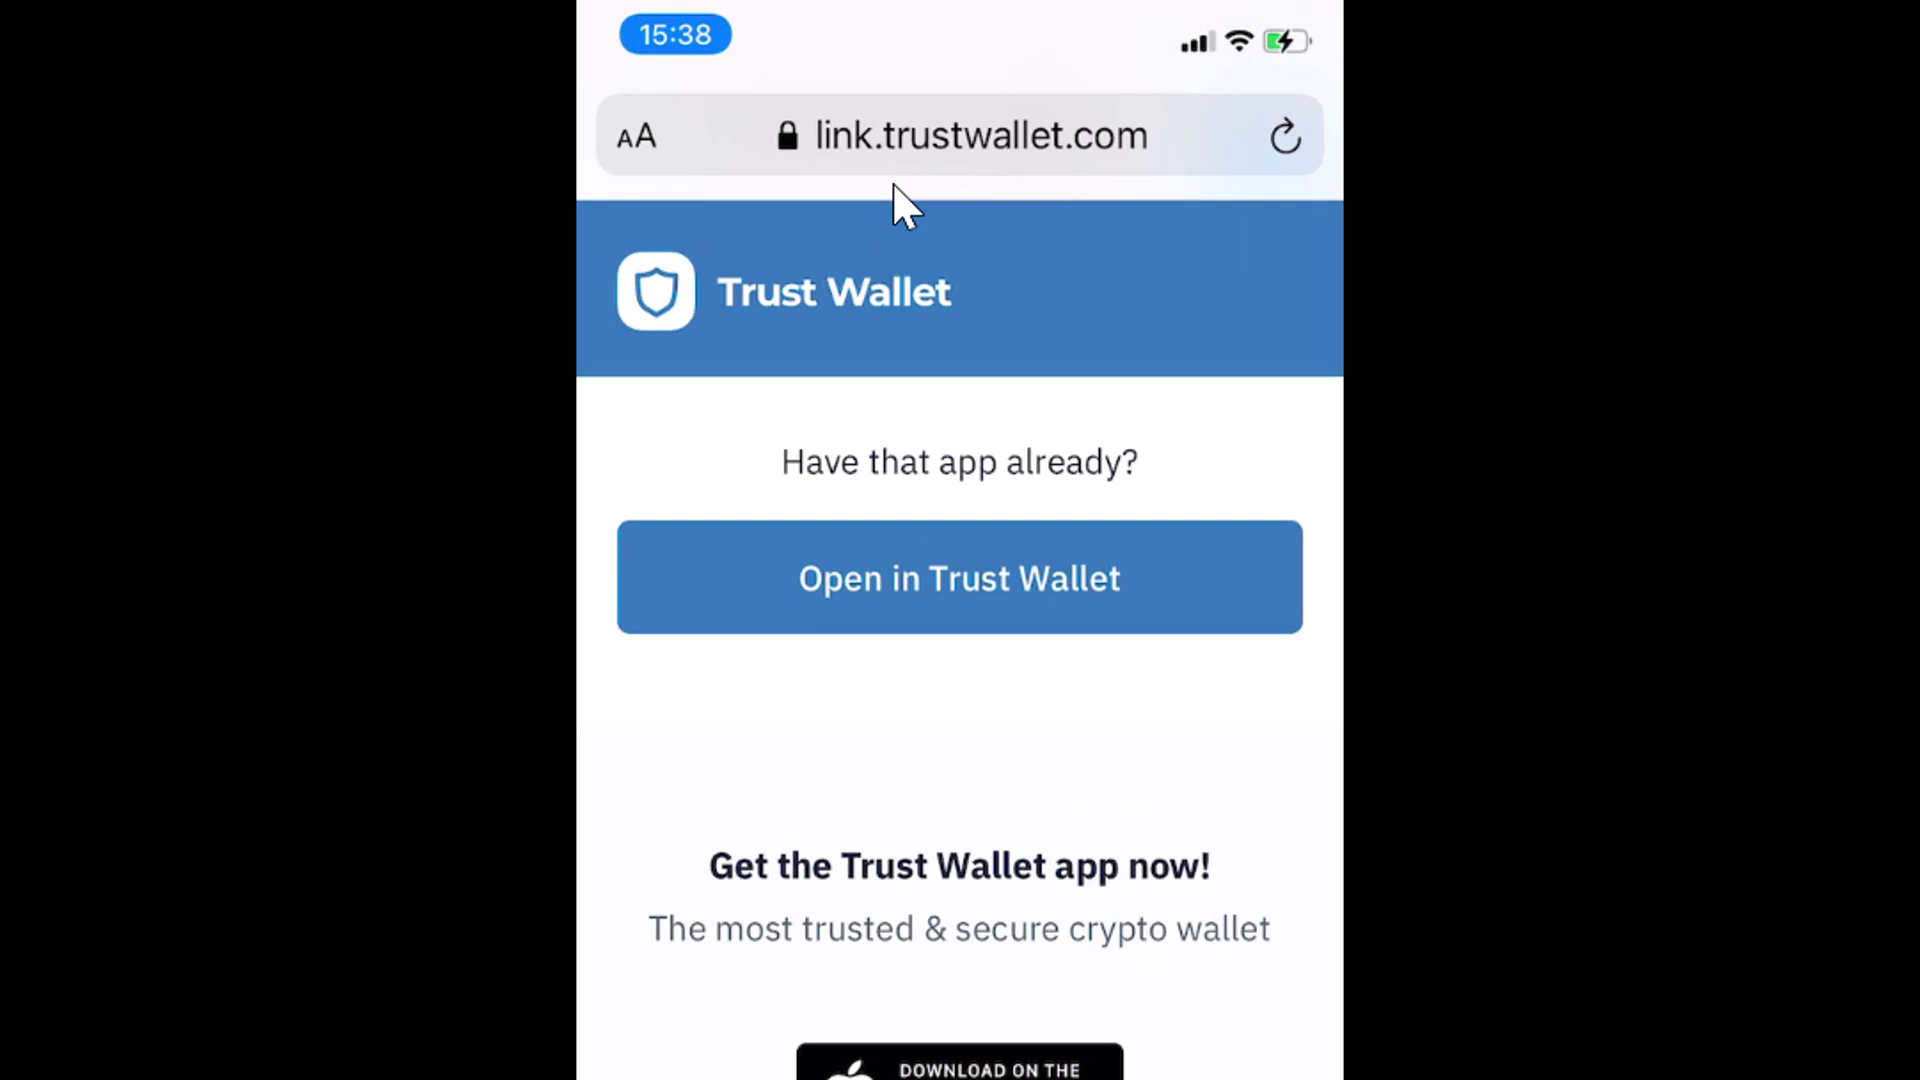 15:38
AA
link.trustwallet.com
Trust Wallet
Have that app already?
Open in Trust Wallet
Get the Trust Wallet app now!
The most trusted & secure crypto wallet
DOWNLOAD ON THE